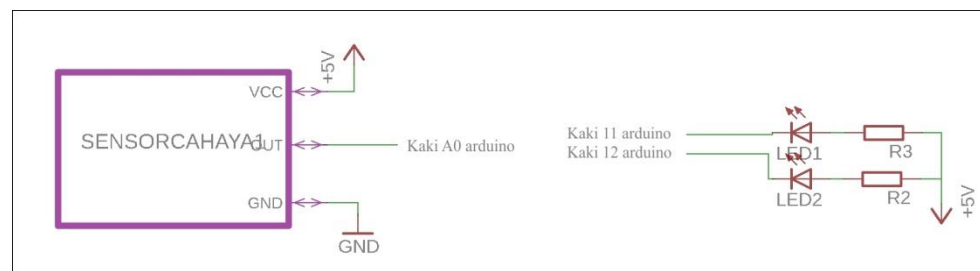 +5V
VCC
SENSORCAHAYA1
OUT
Kaki A0 arduino
GND
GND
Kaki 11 arduino
Kaki 12 arduino
LED1
R3
LED2
R2
+5V